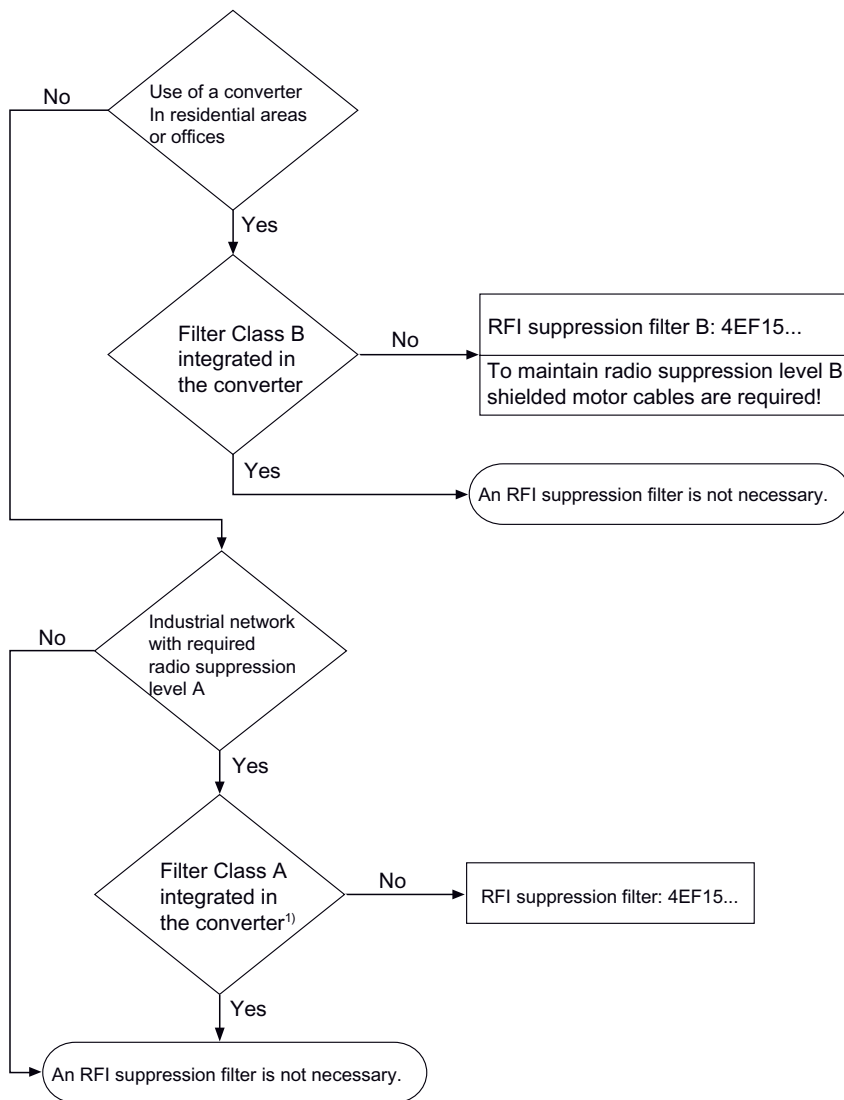 No
Use of a converter
In residential areas
or offices
Yes
Filter Class B
integrated in
the converter
No
RFI suppression filter B: 4EF15...
To maintain radio suppression level B
shielded motor cables are required!
Yes
An RFI suppression filter is not necessary.
No
Industrial network
with required
radio suppression
level A
Yes
Filter Class A
integrated in
the converter1)
No
RFI suppression filter: 4EF15...
Yes
An RFI suppression filter is not necessary.